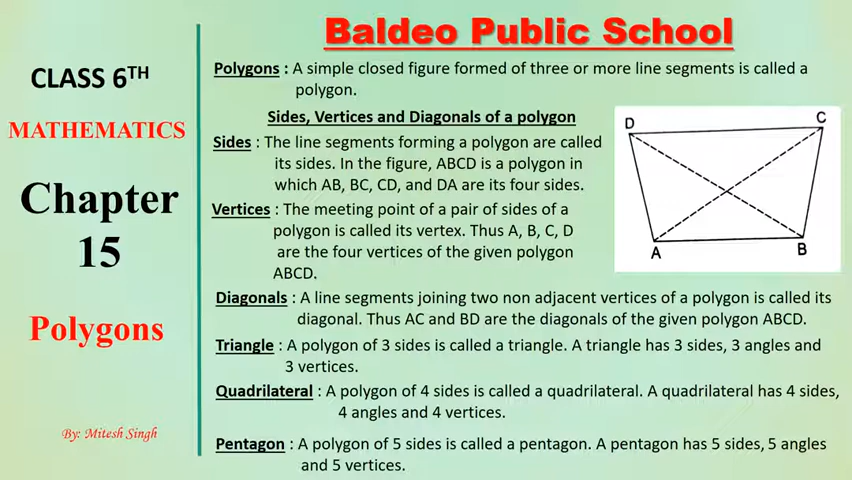 Baldeo Public School
CLASS 6TH
MATHEMATICS
Chapter
15
Polygons
By: Mitesh Singh
Polygons : A simple closed figure formed of three or more line segments is called a
polygon.
Sides, Vertices and Diagonals of a polygon
Sides : The line segments forming a polygon are called
its sides. In the figure, ABCD is a polygon in
which AB, BC, CD, and DA are its four sides.
Vertices : The meeting point of a pair of sides of a
polygon is called its vertex. Thus A, B, C, D
are the four vertices of the given polygon
ABCD.
D
C
A
B
Diagonals : A line segments joining two non adjacent vertices of a polygon is called its
diagonal. Thus AC and BD are the diagonals of the given polygon ABCD.
Triangle : A polygon of 3 sides is called a triangle. A triangle has 3 sides, 3 angles and
3 vertices.
Quadrilateral : A polygon of 4 sides is called a quadrilateral. A quadrilateral has 4 sides,
4 angles and 4 vertices.
Pentagon : A polygon of 5 sides is called a pentagon. A pentagon has 5 sides, 5 angles
and 5 vertices.